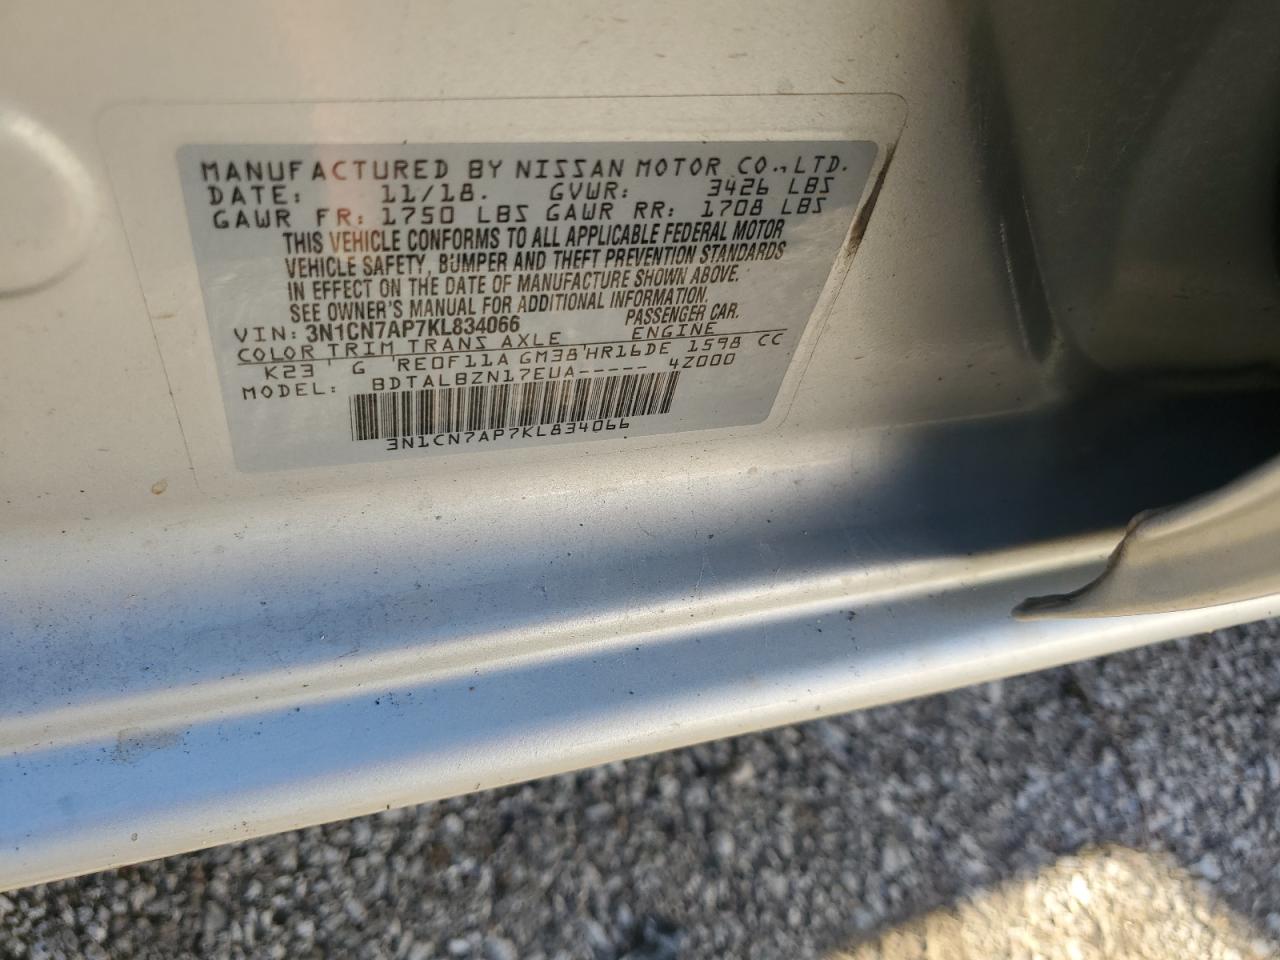 MANUFACTURED BY NISSAN MOTOR CO., LTD.
DATE: 11/18. GVWR: 3426 LBS
GAWR FR: 1750 LBS GAWR RR: 1708 LBS
THIS VEHICLE CONFORMS TO ALL APPLICABLE FEDERAL MOTOR
VEHICLE SAFETY, BUMPER AND THEFT PREVENTION STANDARDS
IN EFFECT ON THE DATE OF MANUFACTURE SHOWN ABOVE.
SEE OWNER'S MANUAL FOR ADDITIONAL INFORMATION.
VIN: 3N1CN7AP7KL834066 PASSENGER CAR.
COLOR TRIM TRANS AXLE ENGINE
K23 G RE0F11A GM38 HR16DE 1598 CC
MODEL: BDTALBZN17EUA----- 4Z000
3N1CN7AP7KL834066